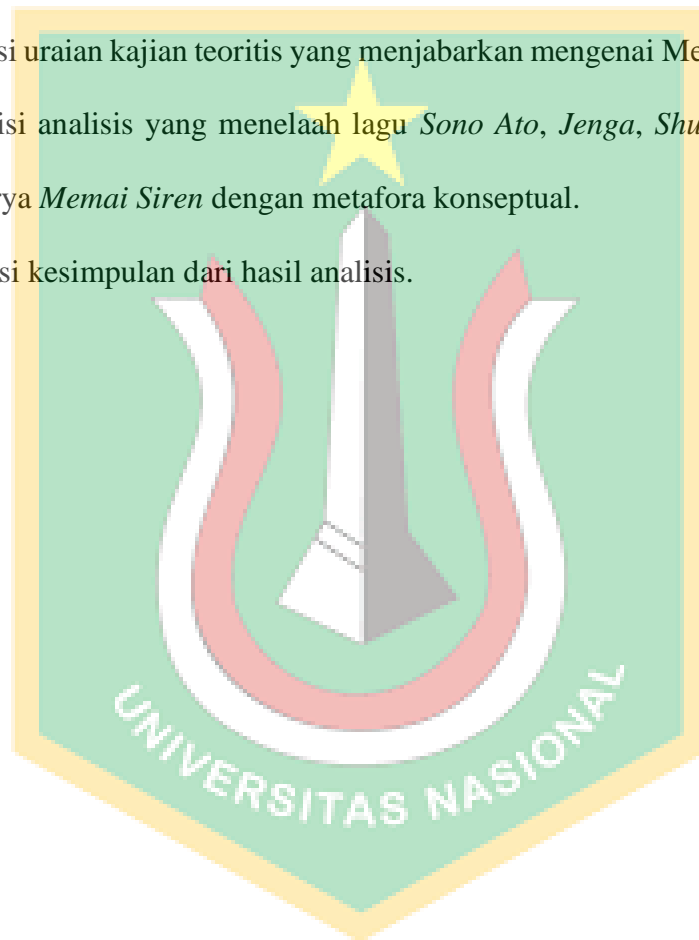 si uraian kajian teoritis yang menjabarkan mengenai Me
isi analisis yang menelaah lagu Sono Ato, Jenga, Shu
rya Memai Siren dengan metafora konseptual.
si kesimpulan dari hasil analisis.
UNIVERSITAS NASIONAL